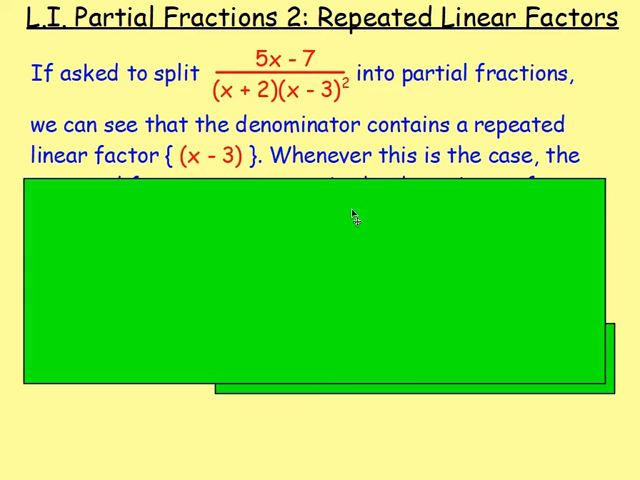 L.I. Partial Fractions 2: Repeated Linear Factors
If asked to split (5x - 7)/((x + 2)(x - 3)²) into partial fractions,
we can see that the denominator contains a repeated
linear factor { (x - 3) }. Whenever this is the case, the